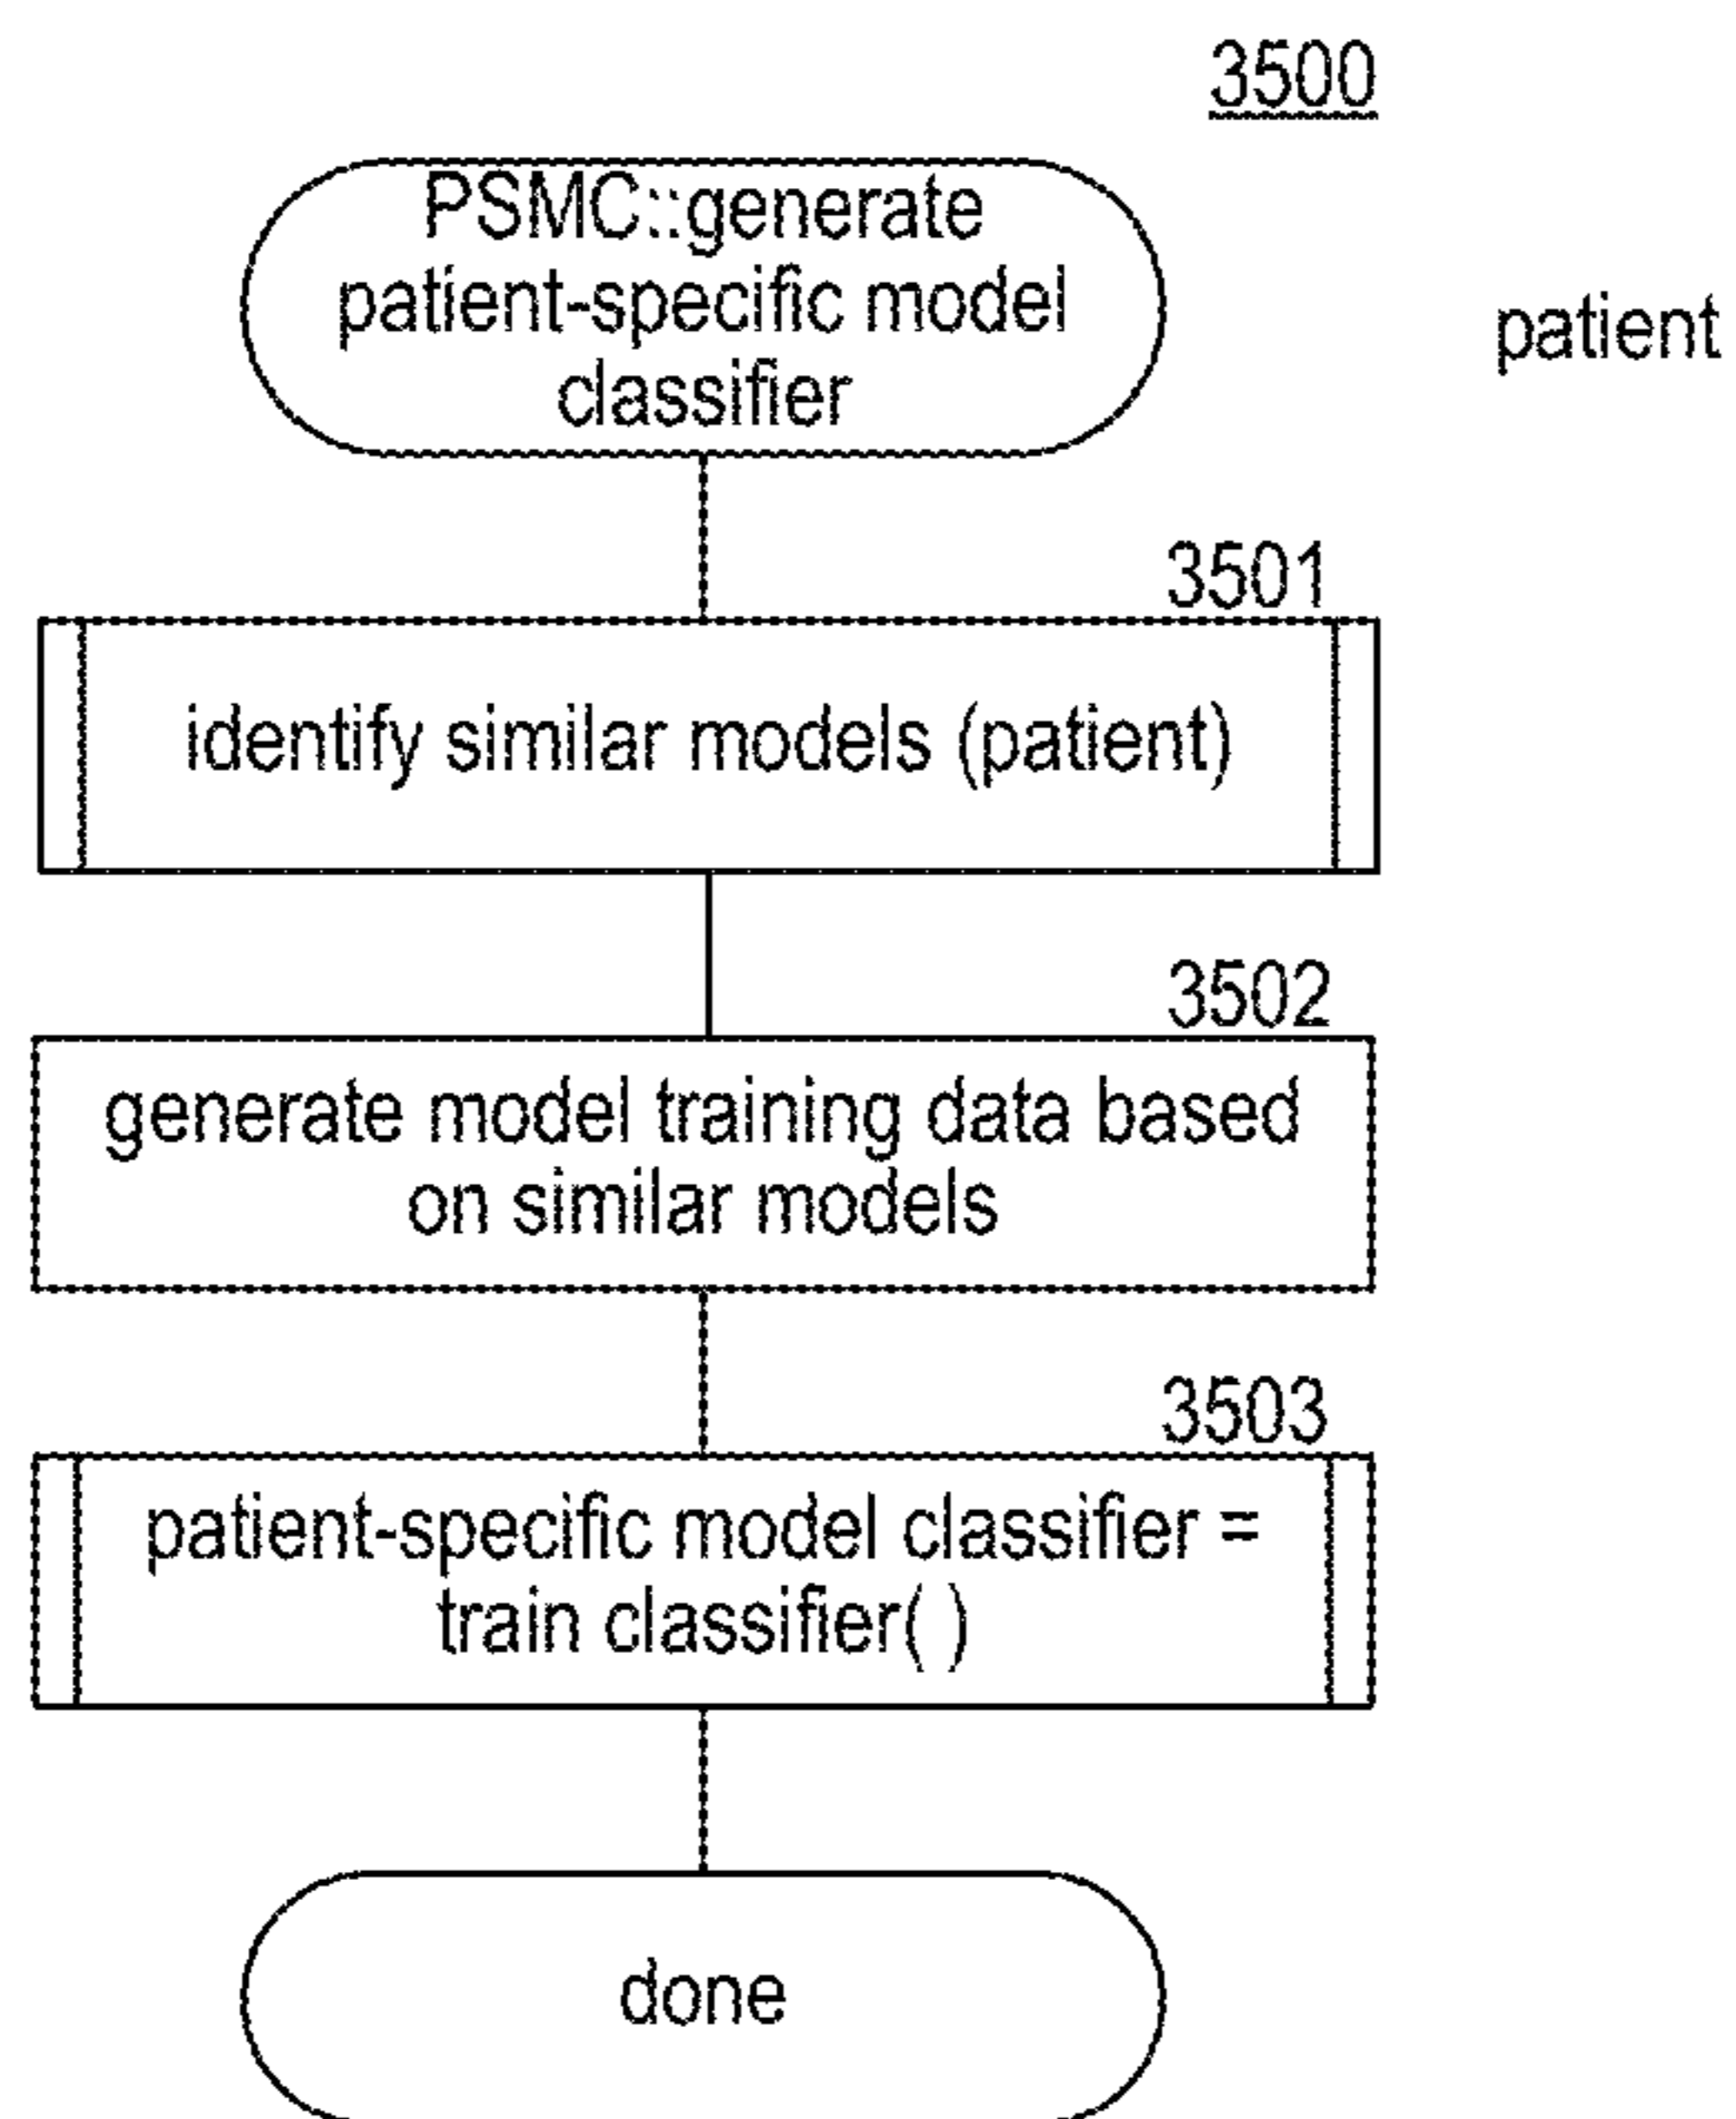 3500
PSMC::generate
patient-specific model
classifier
patient
3501
identify similar models (patient)
3502
generate model training data based
on similar models
3503
patient-specific model classifier =
train classifier( )
done